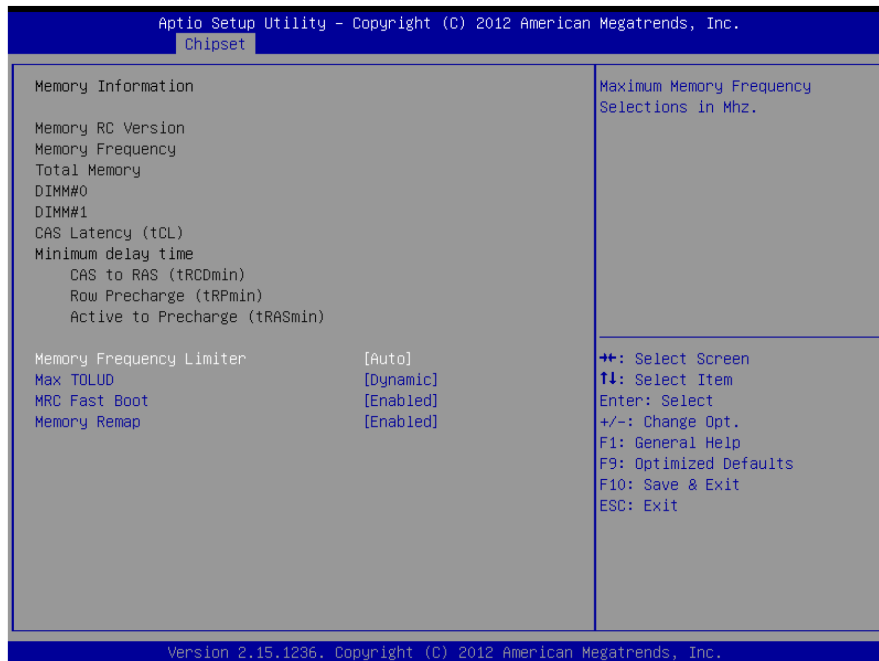 Aptio Setup Utility – Copyright (C) 2012 American Megatrends, Inc.
Chipset
Memory Information
Memory RC Version
Memory Frequency
Total Memory
DIMM#0
DIMM#1
CAS Latency (tCL)
Minimum delay time
CAS to RAS (tRCDmin)
Row Precharge (tRPmin)
Active to Precharge (tRASmin)
Memory Frequency Limiter [Auto]
Max TOLUD [Dynamic]
MRC Fast Boot [Enabled]
Memory Remap [Enabled]
Maximum Memory Frequency
Selections in Mhz.
→←: Select Screen
↑↓: Select Item
Enter: Select
+/-: Change Opt.
F1: General Help
F9: Optimized Defaults
F10: Save & Exit
ESC: Exit
Version 2.15.1236. Copyright (C) 2012 American Megatrends, Inc.